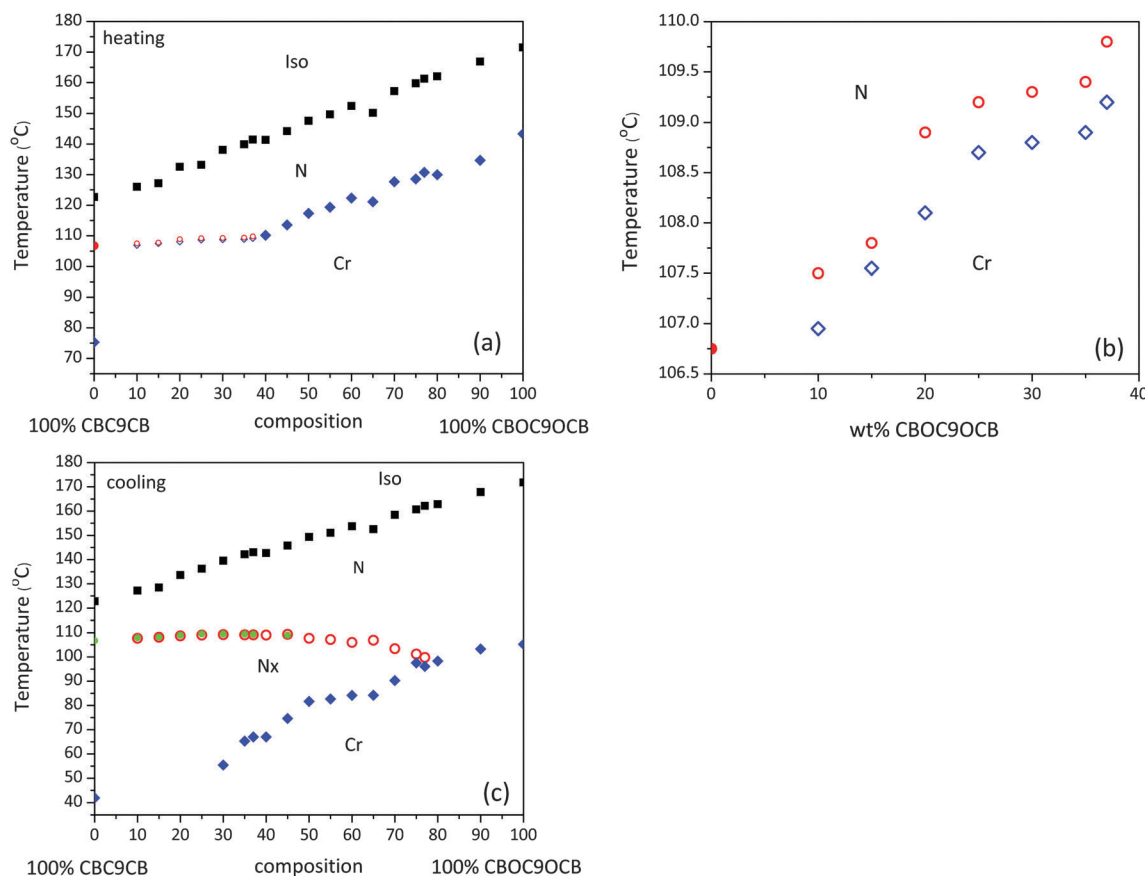 heating
Iso
N
Cr
(a)
Temperature (°C)
180
170
160
150
140
130
120
110
100
90
80
70
0 10 20 30 40 50 60 70 80 90 100
100% CBC9CB composition 100% CBOC9OCB
N
Cr
(b)
Temperature (°C)
110.0
109.5
109.0
108.5
108.0
107.5
107.0
106.5
0 10 20 30 40
wt% CBOC9OCB
cooling
Iso
N
Nx
Cr
(c)
Temperature (°C)
180
170
160
150
140
130
120
110
100
90
80
70
60
50
40
0 10 20 30 40 50 60 70 80 90 100
100% CBC9CB composition 100% CBOC9OCB